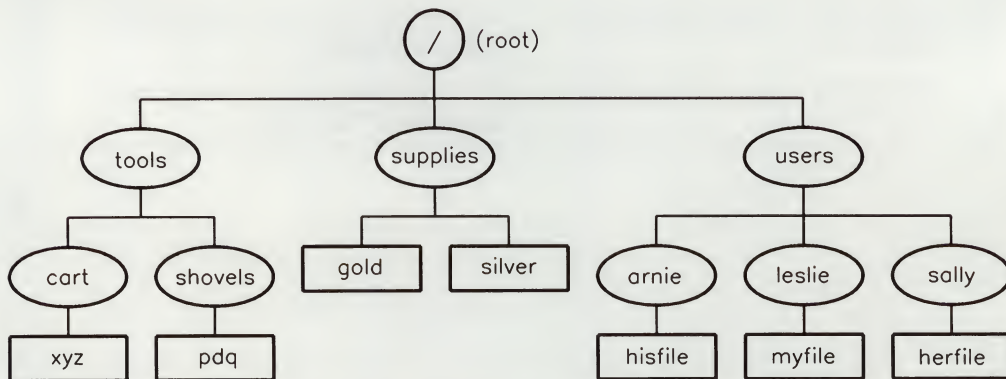 / (root)
tools supplies users
cart shovels gold silver arnie leslie sally
xyz pdq hisfile myfile herfile